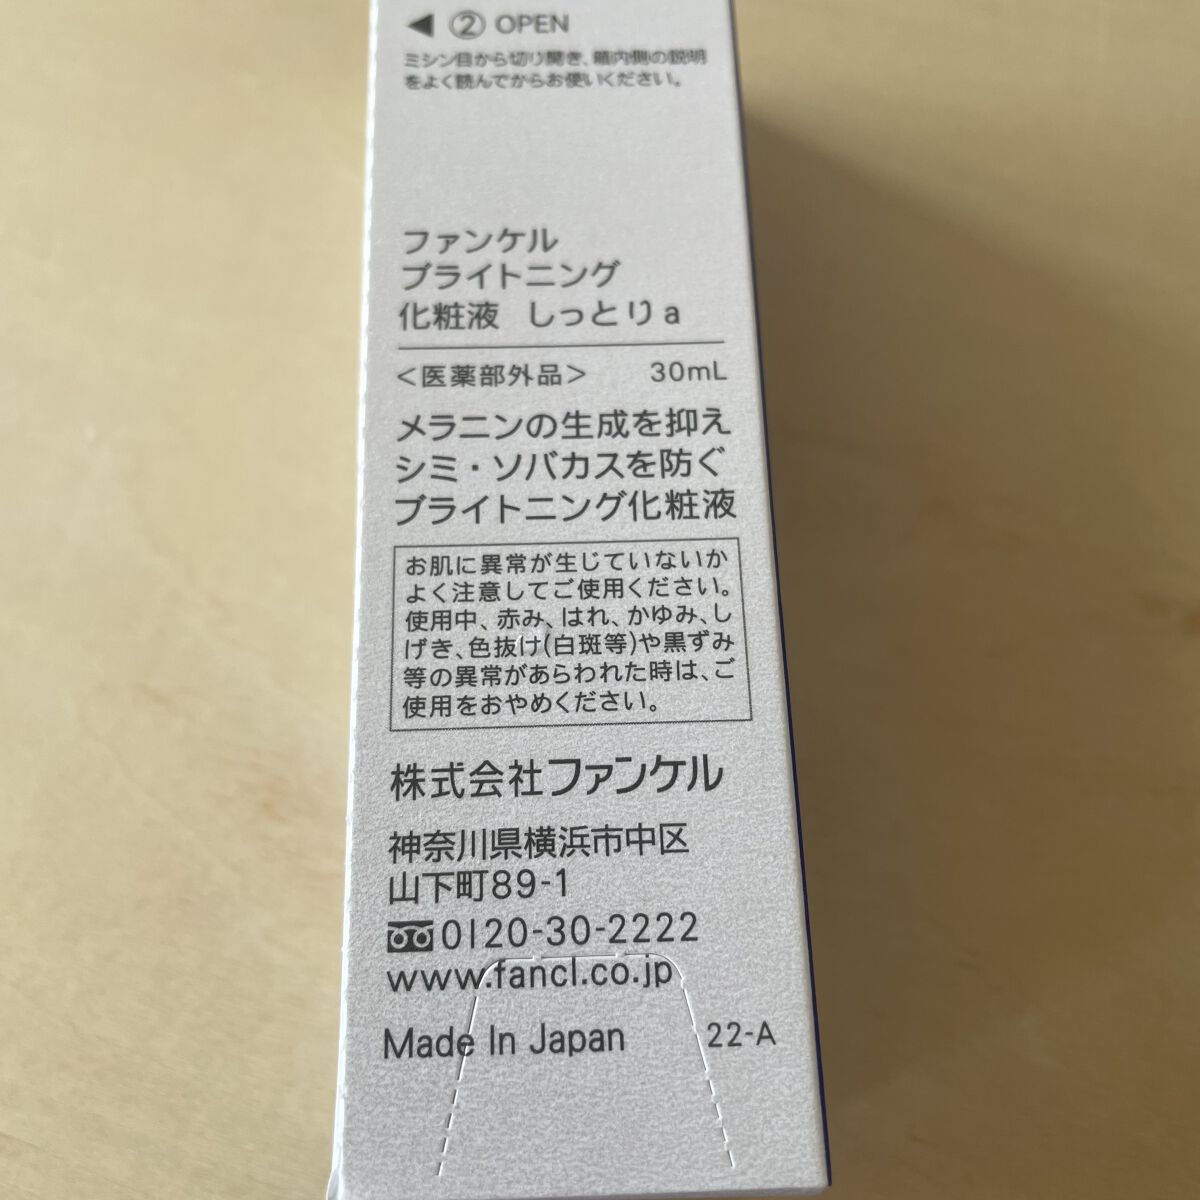 ◀ ② OPEN
ミシン目から切り開き、箱内側の説明
をよく読んでからお使いください。
ファンケル
ブライトニング
化粧液 しっとり a
＜医薬部外品＞ 30mL
メラニンの生成を抑え
シミ・ソバカスを防ぐ
ブライトニング化粧液
お肌に異常が生じていないか
よく注意してご使用ください。
使用中、赤み、はれ、かゆみ、し
げき、色抜け(白斑等)や黒ずみ
等の異常があらわれた時は、ご
使用をおやめください。
株式会社ファンケル
神奈川県横浜市中区
山下町89-1
0120-30-2222
www.fancl.co.jp
Made In Japan 22-A